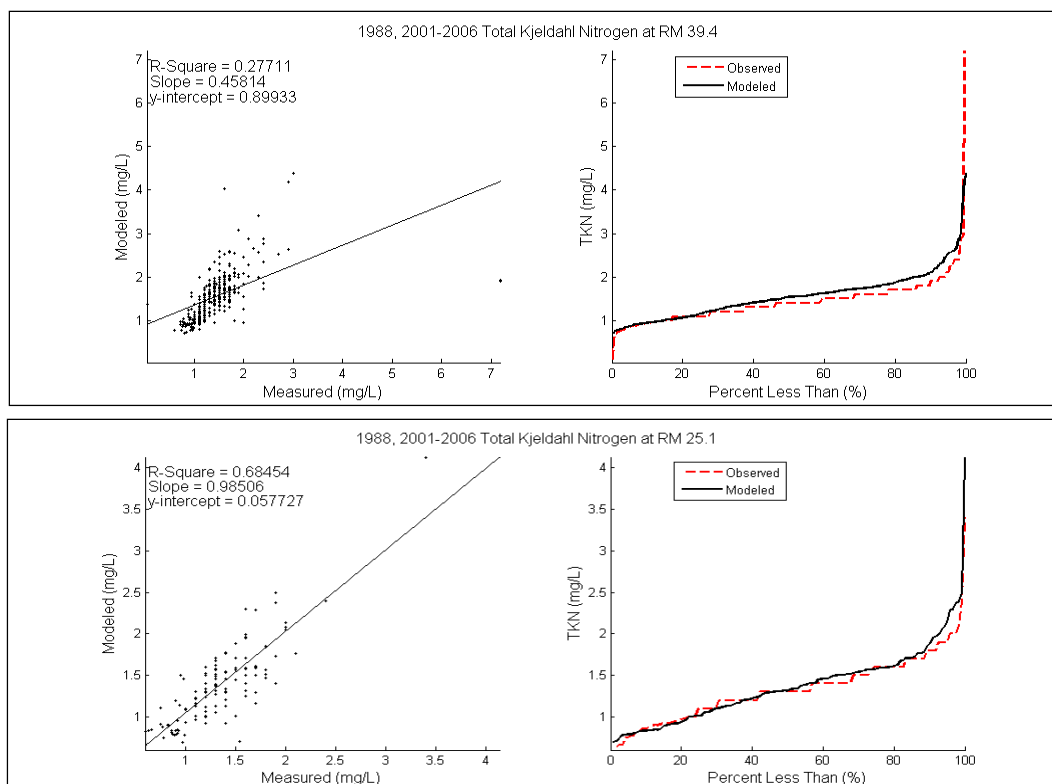 1988, 2001-2006 Total Kjeldahl Nitrogen at RM 39.4
R-Square = 0.27711
Slope = 0.45814
y-intercept = 0.89933
Modeled (mg/L)
7
6
5
4
3
2
1
1 2 3 4 5 6 7
Measured (mg/L)
Observed
Modeled
TKN (mg/L)
7
6
5
4
3
2
1
0 20 40 60 80 100
Percent Less Than (%)
1988, 2001-2006 Total Kjeldahl Nitrogen at RM 25.1
R-Square = 0.68454
Slope = 0.98506
y-intercept = 0.057727
Modeled (mg/L)
4
3.5
3
2.5
2
1.5
1
1 1.5 2 2.5 3 3.5 4
Measured (mg/L)
Observed
Modeled
TKN (mg/L)
4
3.5
3
2.5
2
1.5
1
0 20 40 60 80 100
Percent Less Than (%)